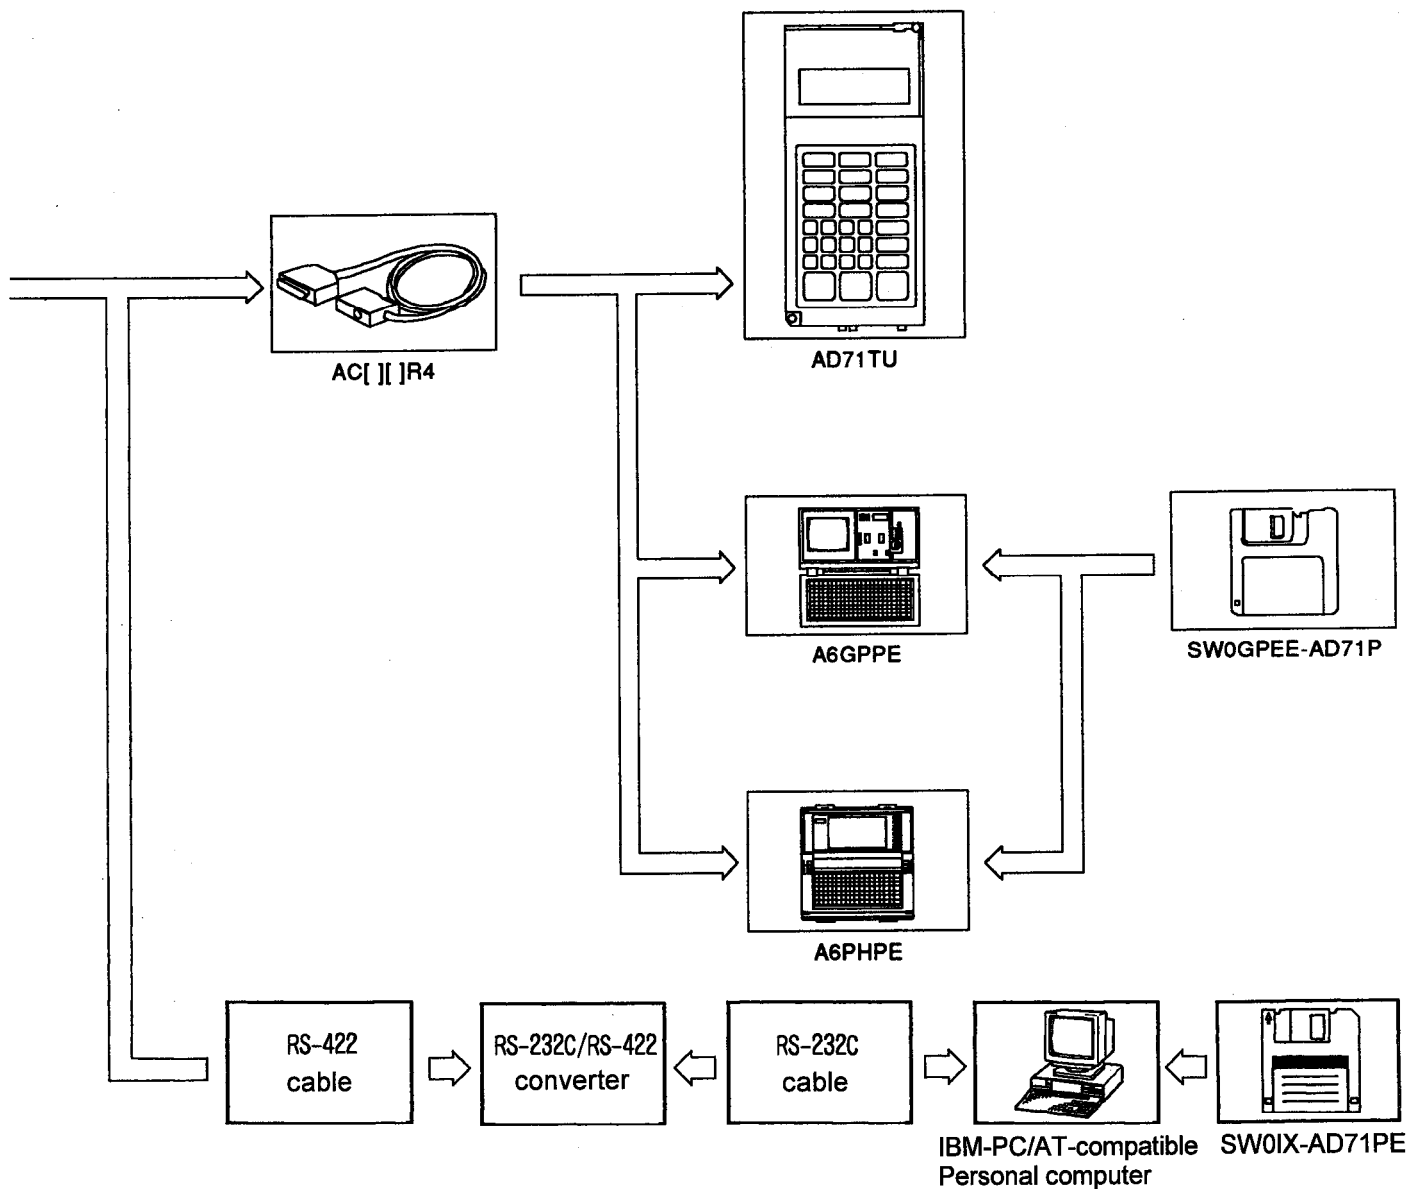 AD71TU
AC[ ][ ]R4
A6GPPE
SW0GPEE-AD71P
A6PHPE
RS-422
cable
RS-232C/RS-422
converter
RS-232C
cable
IBM-PC/AT-compatible
Personal computer
SW0IX-AD71PE